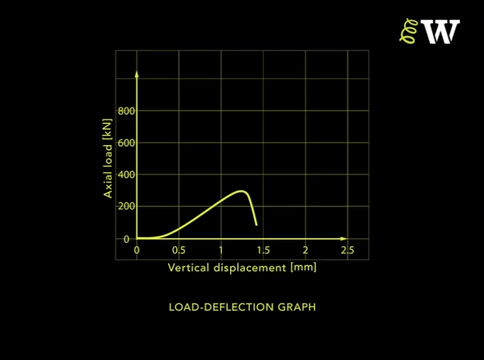 W
Axial load [kN]
800
600
400
200
0
0 0.5 1 1.5 2 2.5
Vertical displacement [mm]
LOAD-DEFLECTION GRAPH